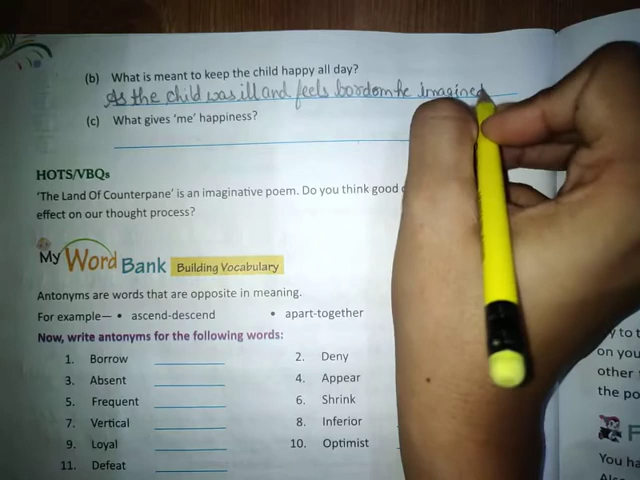 (b) What is meant to keep the child happy all day?
As the child was ill and feels bordom he imagined
(c) What gives ‘me’ happiness?
HOTS/VBQs
‘The Land Of Counterpane’ is an imaginative poem. Do you think good
effect on our thought process?
My Word Bank Building Vocabulary
Antonyms are words that are opposite in meaning.
For example— • ascend-descend • apart-together
Now, write antonyms for the following words:
1. Borrow 2. Deny
3. Absent 4. Appear
5. Frequent 6. Shrink
7. Vertical 8. Inferior
9. Loyal 10. Optimist
11. Defeat
to t
on you
other
the po
You ha